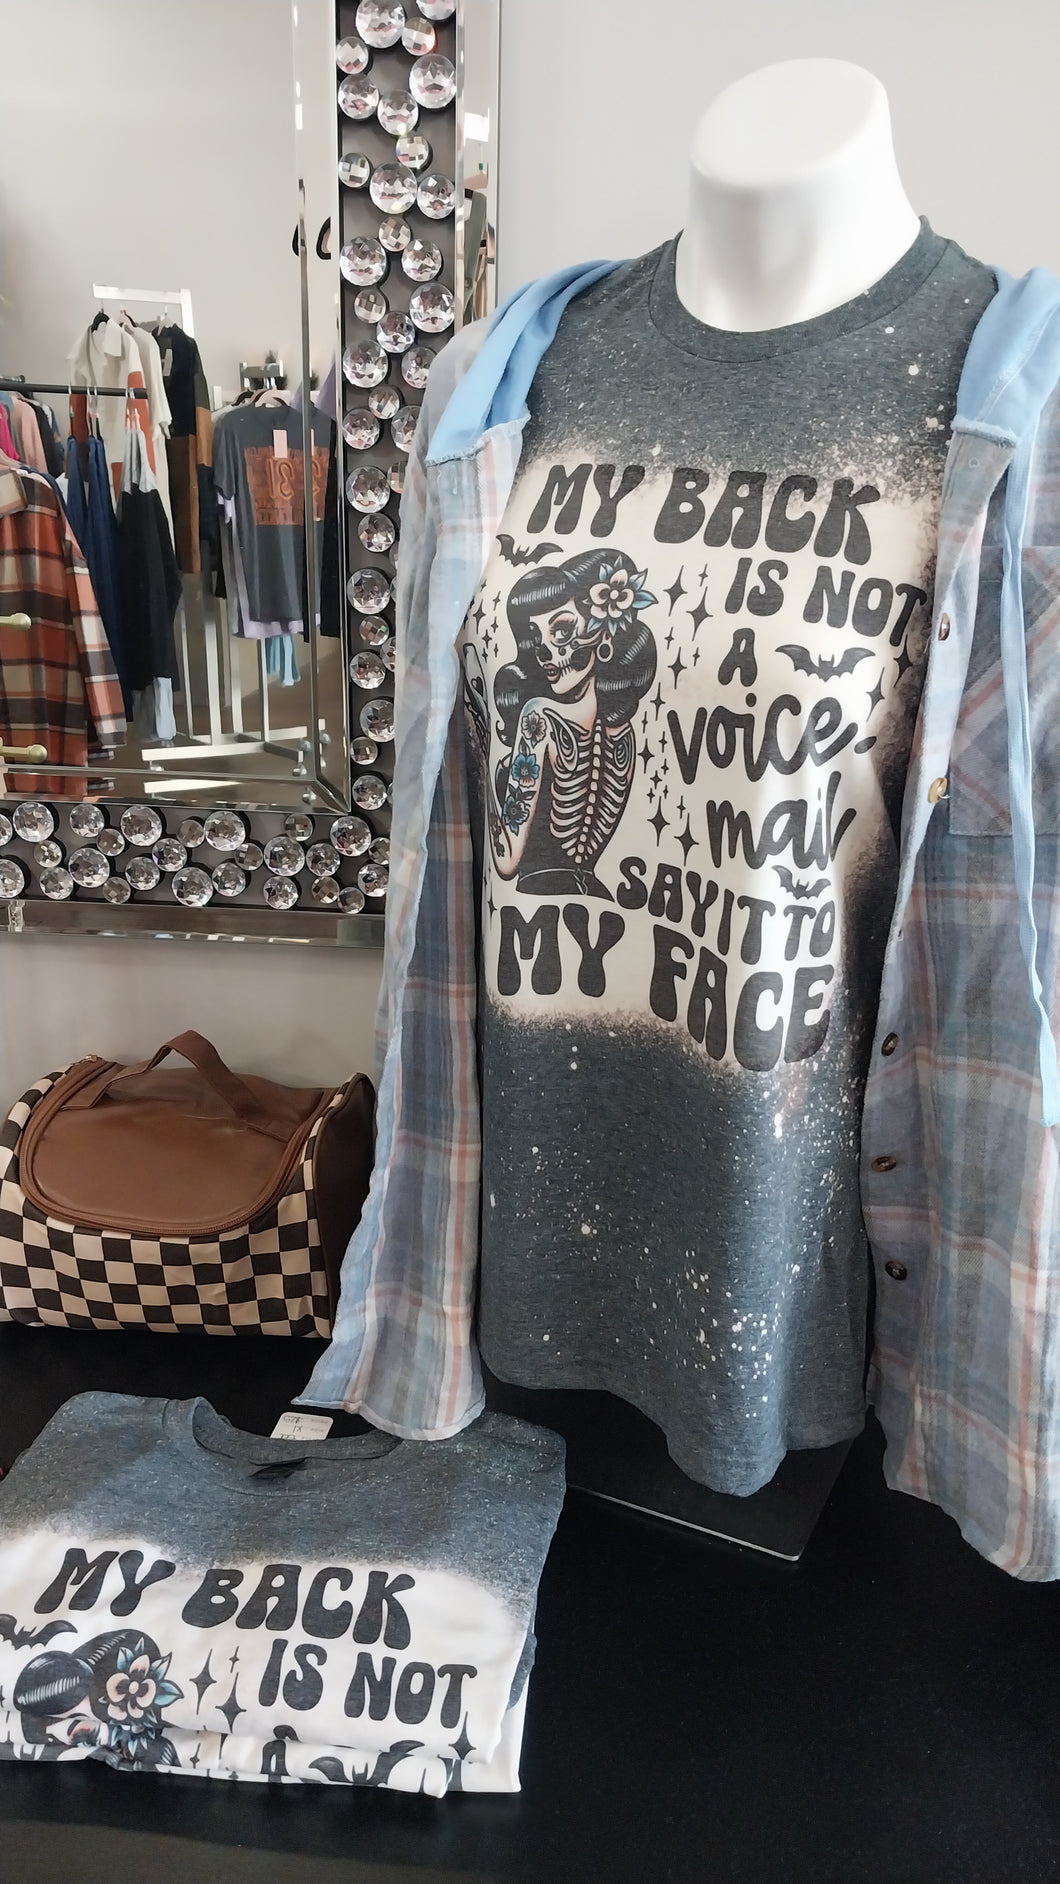 MY BACK
IS NOT
A
voice-
mail
SAY IT TO
MY FACE
MY BACK
IS NOT
A